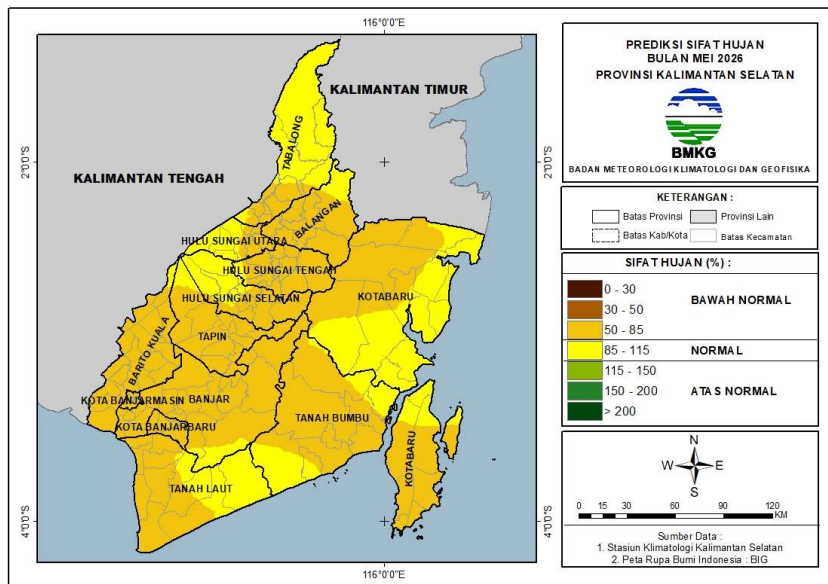 116°0'0"E
KALIMANTAN TIMUR
TABALONG
2°0'0"S
2°0'0"S
KALIMANTAN TENGAH
BALANGAN
HULU SUNGAI UTARA
HULU SUNGAI TENGAH
HULU SUNGAI SELATAN
KOTABARU
TAPIN
BARITO KUALA
KOTA BANJARMASIN
BANJAR
KOTA BANJARBARU
TANAH BUMBU
KOTABARU
TANAH LAUT
4°0'0"S
4°0'0"S
116°0'0"E
PREDIKSI SIFAT HUJAN
BULAN MEI 2026
PROVINSI KALIMANTAN SELATAN
BMKG
BADAN METEOROLOGI KLIMATOLOGI DAN GEOFISIKA
KETERANGAN :
Batas Provinsi
Provinsi Lain
Batas Kab/Kota
Batas Kecamatan
SIFAT HUJAN (%) :
0 - 30
30 - 50
BAWAH NORMAL
50 - 85
85 - 115
NORMAL
115 - 150
150 - 200
ATAS NORMAL
> 200
N
W
E
S
0 15 30 60 90 120
KM
Sumber Data :
1. Stasiun Klimatologi Kalimantan Selatan
2. Peta Rupa Bumi Indonesia : BIG